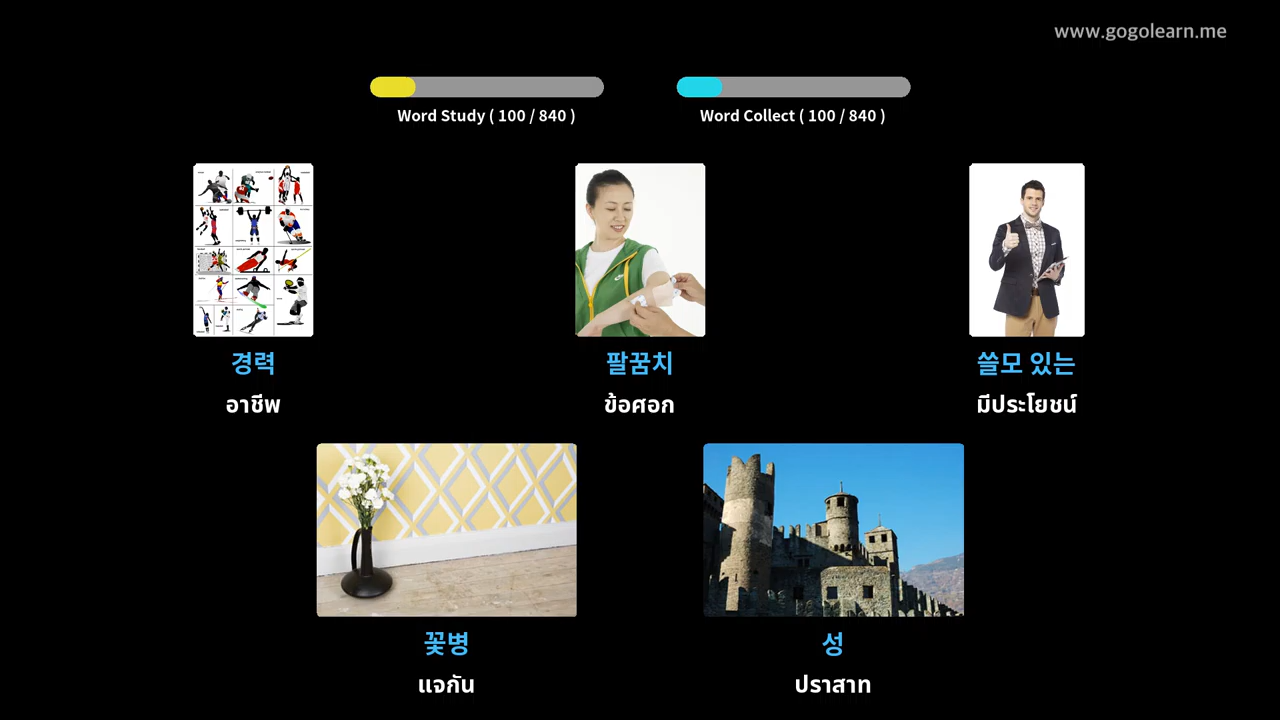 www.gogolearn.me
Word Study ( 100 / 840 )
Word Collect ( 100 / 840 )
경력
팔꿈치
쓸모 있는
อาชีพ
ข้อศอก
มีประโยชน์
꽃병
성
แจกัน
ปราสาท